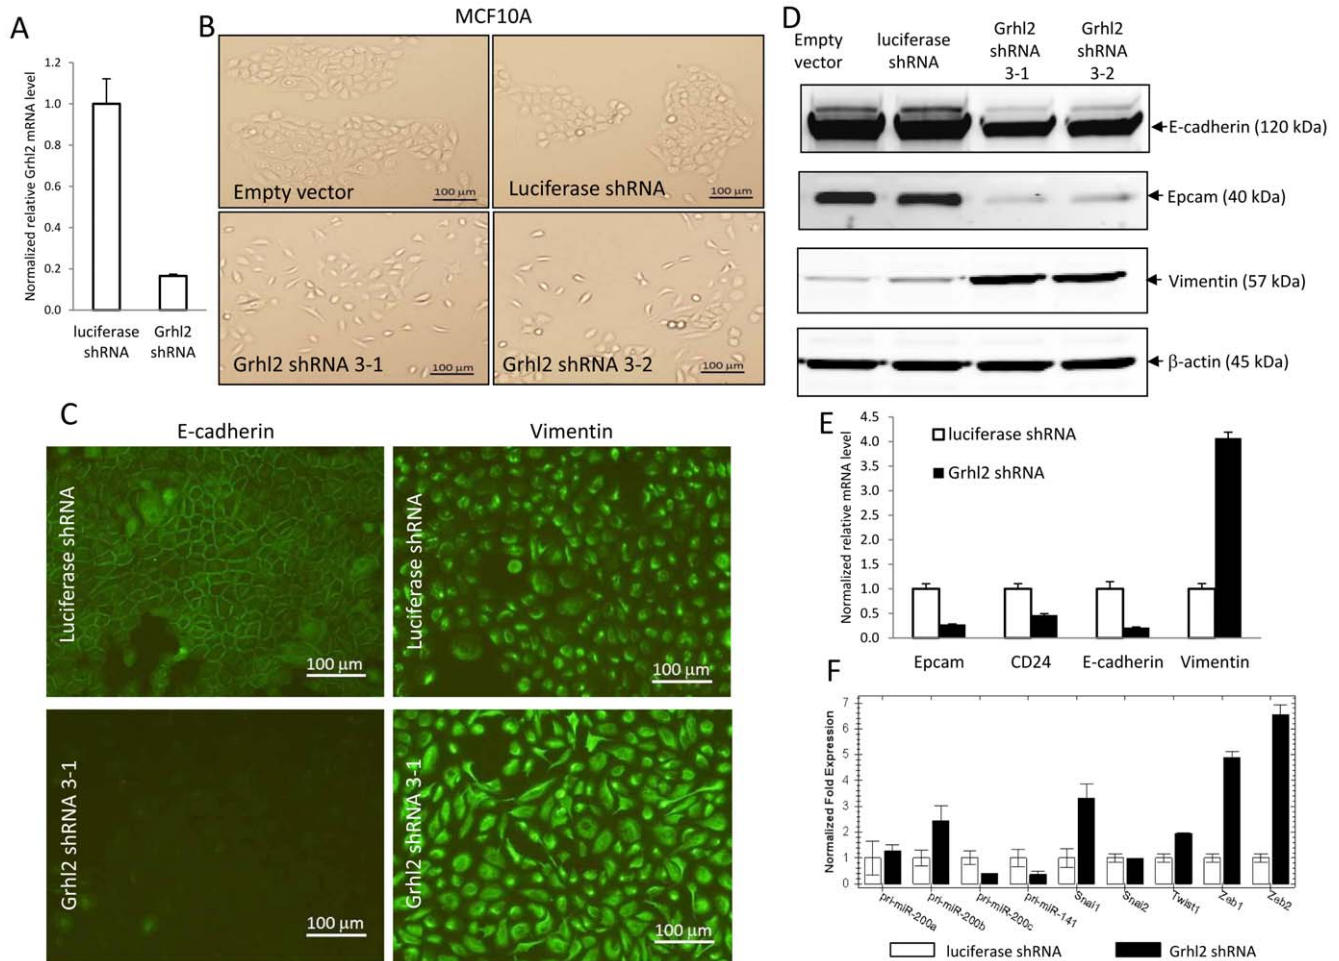 A
Normalized relative Grhl2 mRNA level
1.2
1.0
0.8
0.6
0.4
0.2
0.0
luciferase
shRNA
Grhl2
shRNA
B
MCF10A
Empty vector
100 µm
Luciferase shRNA
100 µm
Grhl2 shRNA 3-1
100 µm
Grhl2 shRNA 3-2
100 µm
C
E-cadherin
Vimentin
Luciferase shRNA
100 µm
Luciferase shRNA
100 µm
Grhl2 shRNA 3-1
100 µm
Grhl2 shRNA 3-1
100 µm
D
Empty
vector
luciferase
shRNA
Grhl2
shRNA
3-1
Grhl2
shRNA
3-2
E-cadherin (120 kDa)
Epcam (40 kDa)
Vimentin (57 kDa)
β-actin (45 kDa)
E
Normalized relative mRNA level
4.5
4.0
3.5
3.0
2.5
2.0
1.5
1.0
0.5
0.0
luciferase shRNA
Grhl2 shRNA
Epcam
CD24
E-cadherin
Vimentin
F
Normalized Fold Expression
7
6
5
4
3
2
1
0
pri-miR-200a
pri-miR-200b
pri-miR-200c
pri-miR-141
Snai1
Snai2
Twist1
Zeb1
Zeb2
luciferase shRNA
Grhl2 shRNA